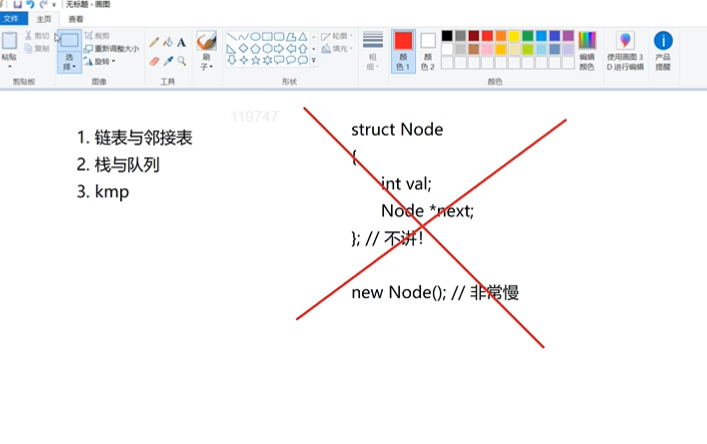 无标题 - 画图
文件
主页
查看
粘贴
剪切
复制
剪贴板
选择
裁剪
重新调整大小
旋转
图像
A
工具
刷子
形状
轮廓
填充
粗细
颜色 1
颜色 2
颜色
编辑颜色
使用画图 3D 进行编辑
产品提醒
119747
1. 链表与邻接表
2. 栈与队列
3. kmp
struct Node
{
int val;
Node *next;
}; // 不讲!
new Node(); // 非常慢